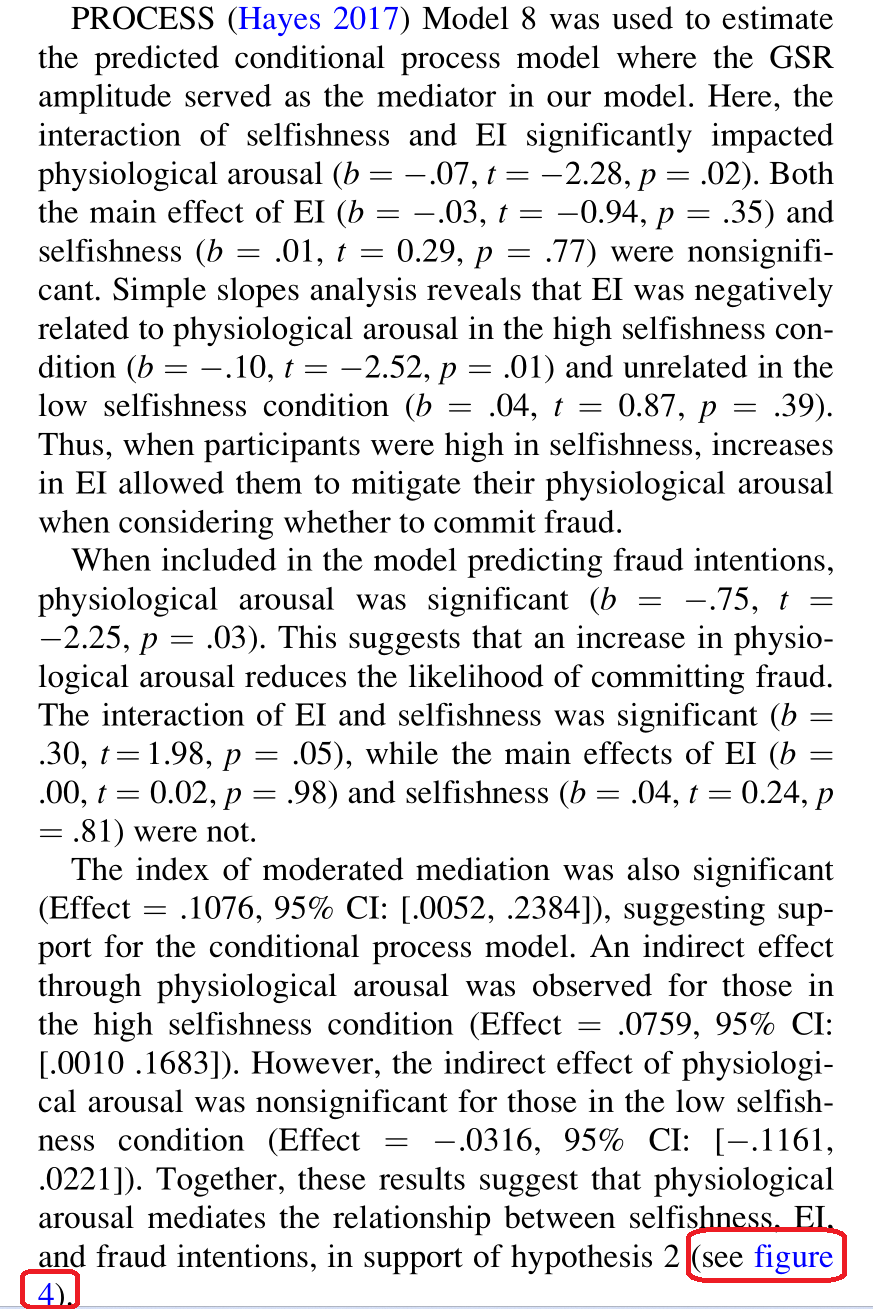 PROCESS (Hayes 2017) Model 8 was used to estimate
the predicted conditional process model where the GSR
amplitude served as the mediator in our model. Here, the
interaction of selfishness and EI significantly impacted
physiological arousal (b = −.07, t = −2.28, p = .02). Both
the main effect of EI (b = −.03, t = −0.94, p = .35) and
selfishness (b = .01, t = 0.29, p = .77) were nonsignifi-
cant. Simple slopes analysis reveals that EI was negatively
related to physiological arousal in the high selfishness con-
dition (b = −.10, t = −2.52, p = .01) and unrelated in the
low selfishness condition (b = .04, t = 0.87, p = .39).
Thus, when participants were high in selfishness, increases
in EI allowed them to mitigate their physiological arousal
when considering whether to commit fraud.
When included in the model predicting fraud intentions,
physiological arousal was significant (b = −.75, t =
−2.25, p = .03). This suggests that an increase in physio-
logical arousal reduces the likelihood of committing fraud.
The interaction of EI and selfishness was significant (b =
.30, t = 1.98, p = .05), while the main effects of EI (b =
.00, t = 0.02, p = .98) and selfishness (b = .04, t = 0.24, p
= .81) were not.
The index of moderated mediation was also significant
(Effect = .1076, 95% CI: [.0052, .2384]), suggesting sup-
port for the conditional process model. An indirect effect
through physiological arousal was observed for those in
the high selfishness condition (Effect = .0759, 95% CI:
[.0010 .1683]). However, the indirect effect of physiologi-
cal arousal was nonsignificant for those in the low selfish-
ness condition (Effect = −.0316, 95% CI: [−.1161,
.0221]). Together, these results suggest that physiological
arousal mediates the relationship between selfishness, EI,
and fraud intentions, in support of hypothesis 2 (see figure
4).